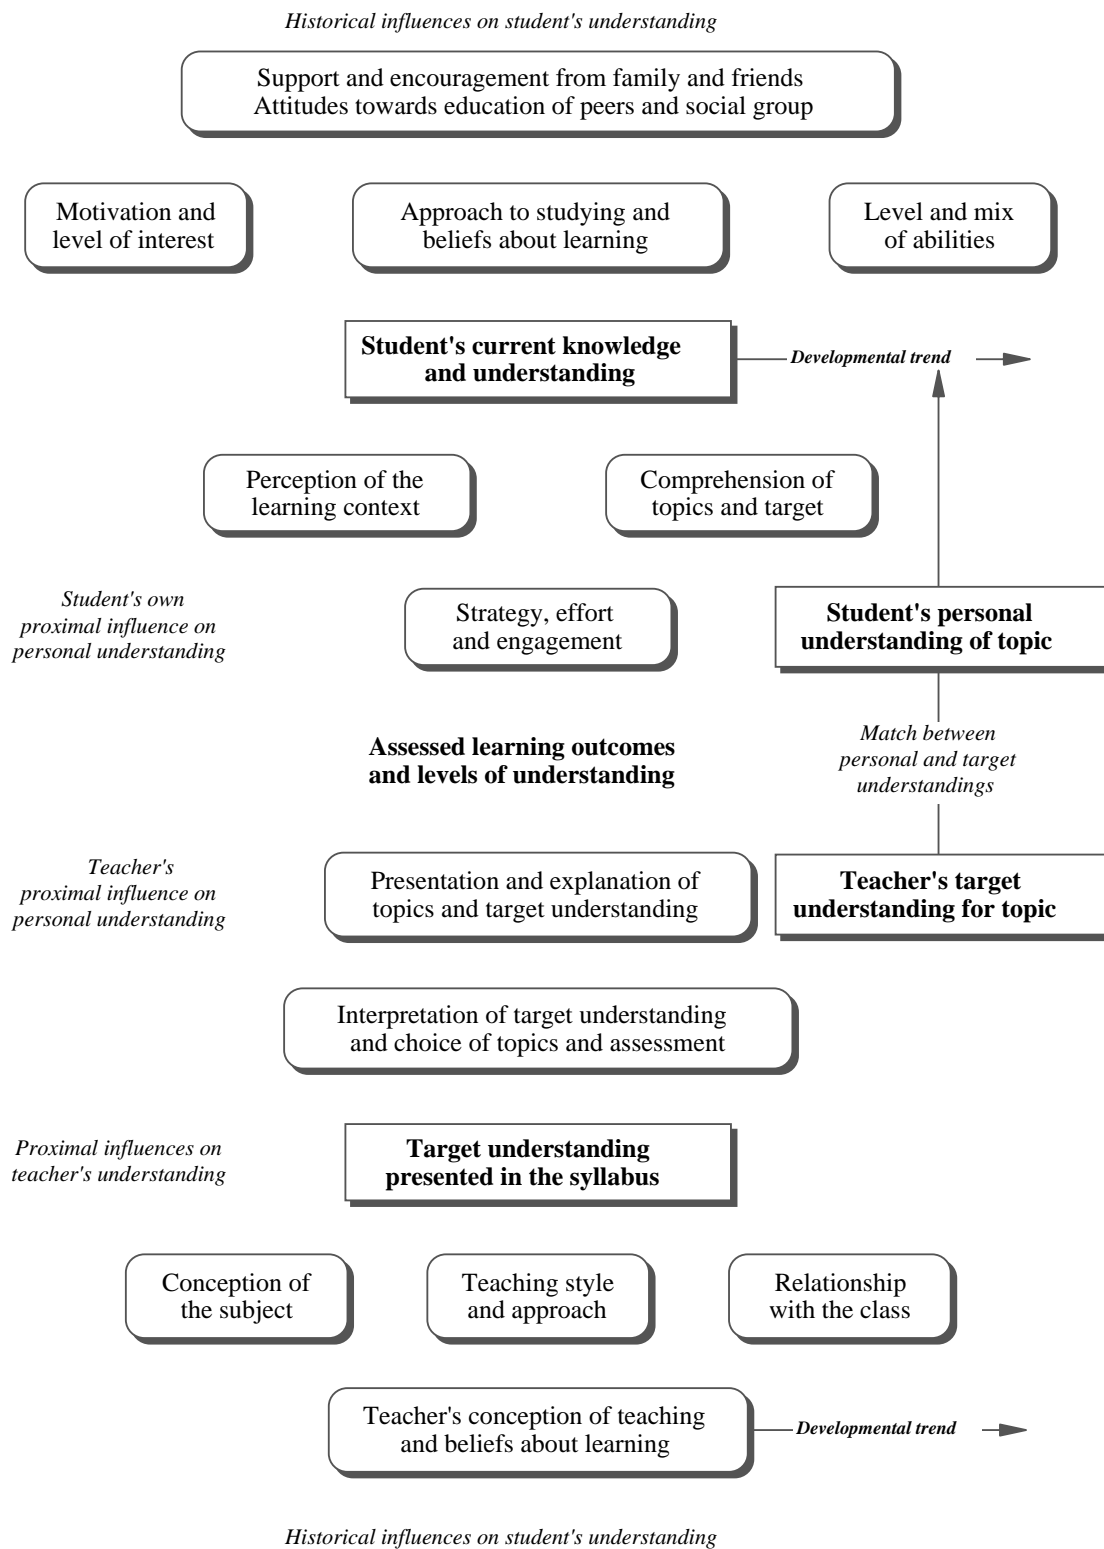 Historical influences on student's understanding
Support and encouragement from family and friends
Attitudes towards education of peers and social group
Motivation and
level of interest
Approach to studying and
beliefs about learning
Level and mix
of abilities
Student's current knowledge
and understanding
Developmental trend
Perception of the
learning context
Comprehension of
topics and target
Student's own
proximal influence on
personal understanding
Strategy, effort
and engagement
Student's personal
understanding of topic
Assessed learning outcomes
and levels of understanding
Match between
personal and target
understandings
Teacher's
proximal influence on
personal understanding
Presentation and explanation of
topics and target understanding
Teacher's target
understanding for topic
Interpretation of target understanding
and choice of topics and assessment
Proximal influences on
teacher's understanding
Target understanding
presented in the syllabus
Conception of
the subject
Teaching style
and approach
Relationship
with the class
Teacher's conception of teaching
and beliefs about learning
Developmental trend
Historical influences on student's understanding